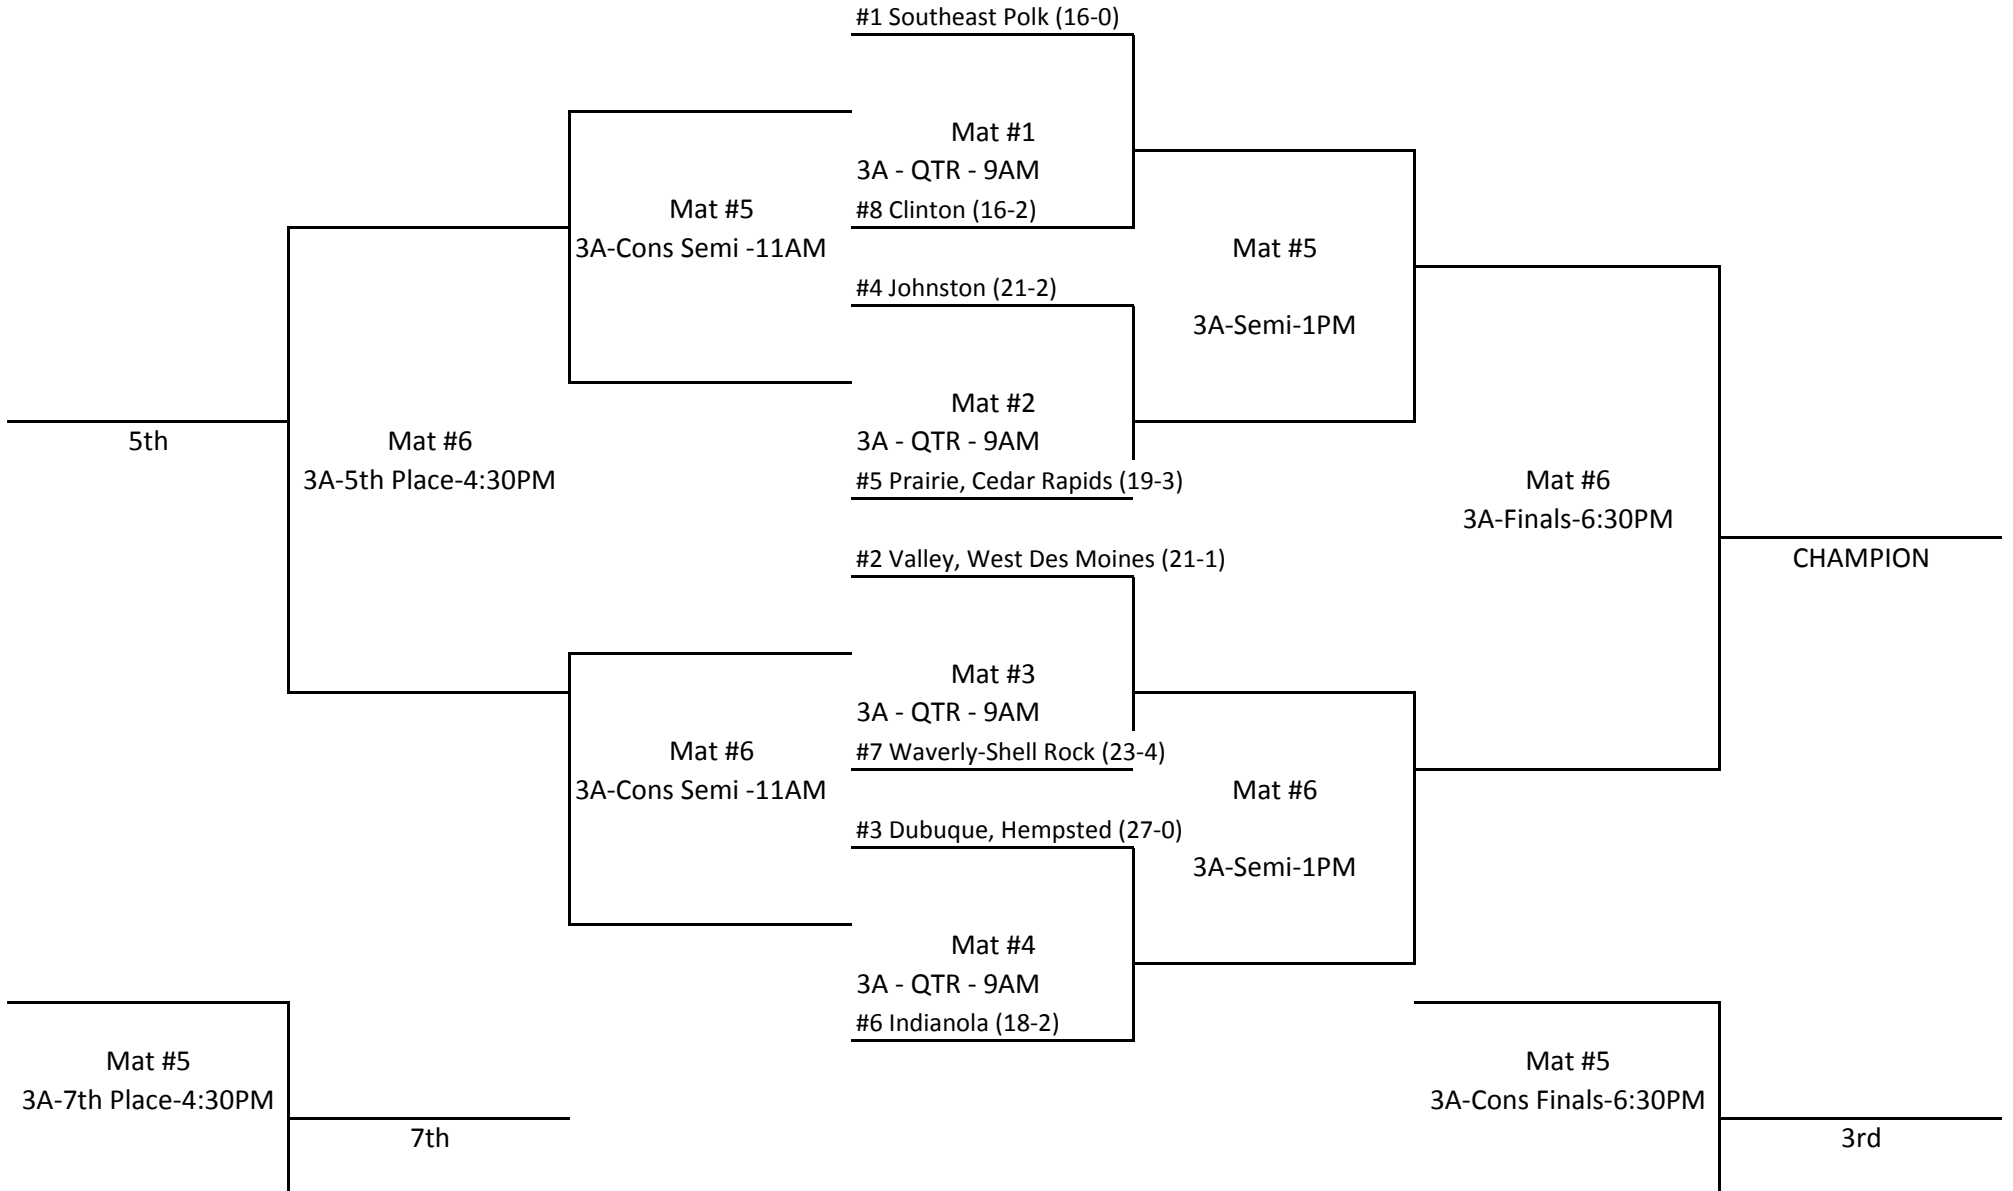 #1 Southeast Polk (16-0)
Mat #1
3A - QTR - 9AM
#8 Clinton (16-2)
Mat #5
3A-Cons Semi -11AM
Mat #5
3A-Semi-1PM
#4 Johnston (21-2)
Mat #2
3A - QTR - 9AM
#5 Prairie, Cedar Rapids (19-3)
5th
Mat #6
3A-5th Place-4:30PM
Mat #6
3A-Finals-6:30PM
CHAMPION
#2 Valley, West Des Moines (21-1)
Mat #3
3A - QTR - 9AM
#7 Waverly-Shell Rock (23-4)
Mat #6
3A-Cons Semi -11AM
Mat #6
3A-Semi-1PM
#3 Dubuque, Hempsted (27-0)
Mat #4
3A - QTR - 9AM
#6 Indianola (18-2)
Mat #5
3A-7th Place-4:30PM
7th
Mat #5
3A-Cons Finals-6:30PM
3rd